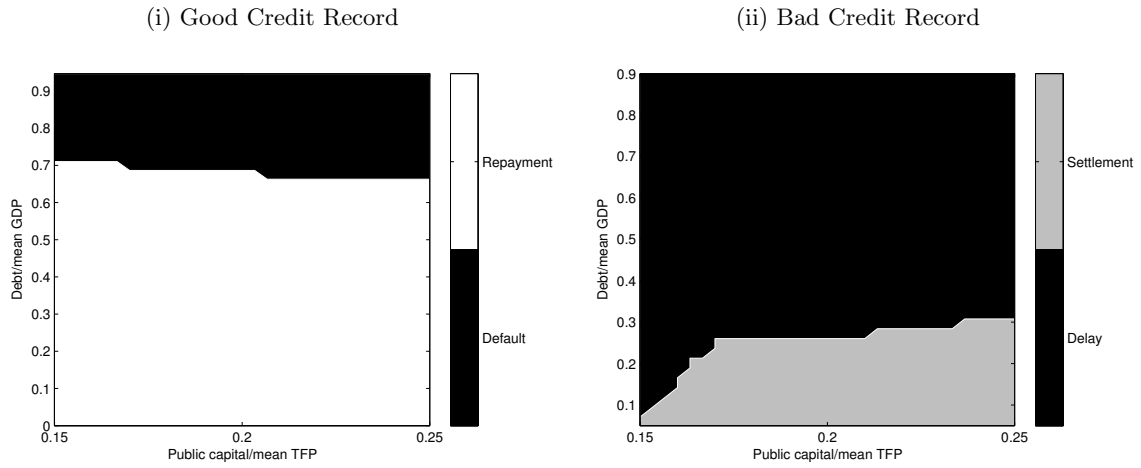 (i) Good Credit Record
0.9
0.8
0.7
0.6
0.5
0.4
0.3
0.2
0.1
0
Debt/mean GDP
0.15
0.2
0.25
Public capital/mean TFP
Repayment
Default
(ii) Bad Credit Record
0.9
0.8
0.7
0.6
0.5
0.4
0.3
0.2
0.1
Debt/mean GDP
0.15
0.2
0.25
Public capital/mean TFP
Settlement
Delay